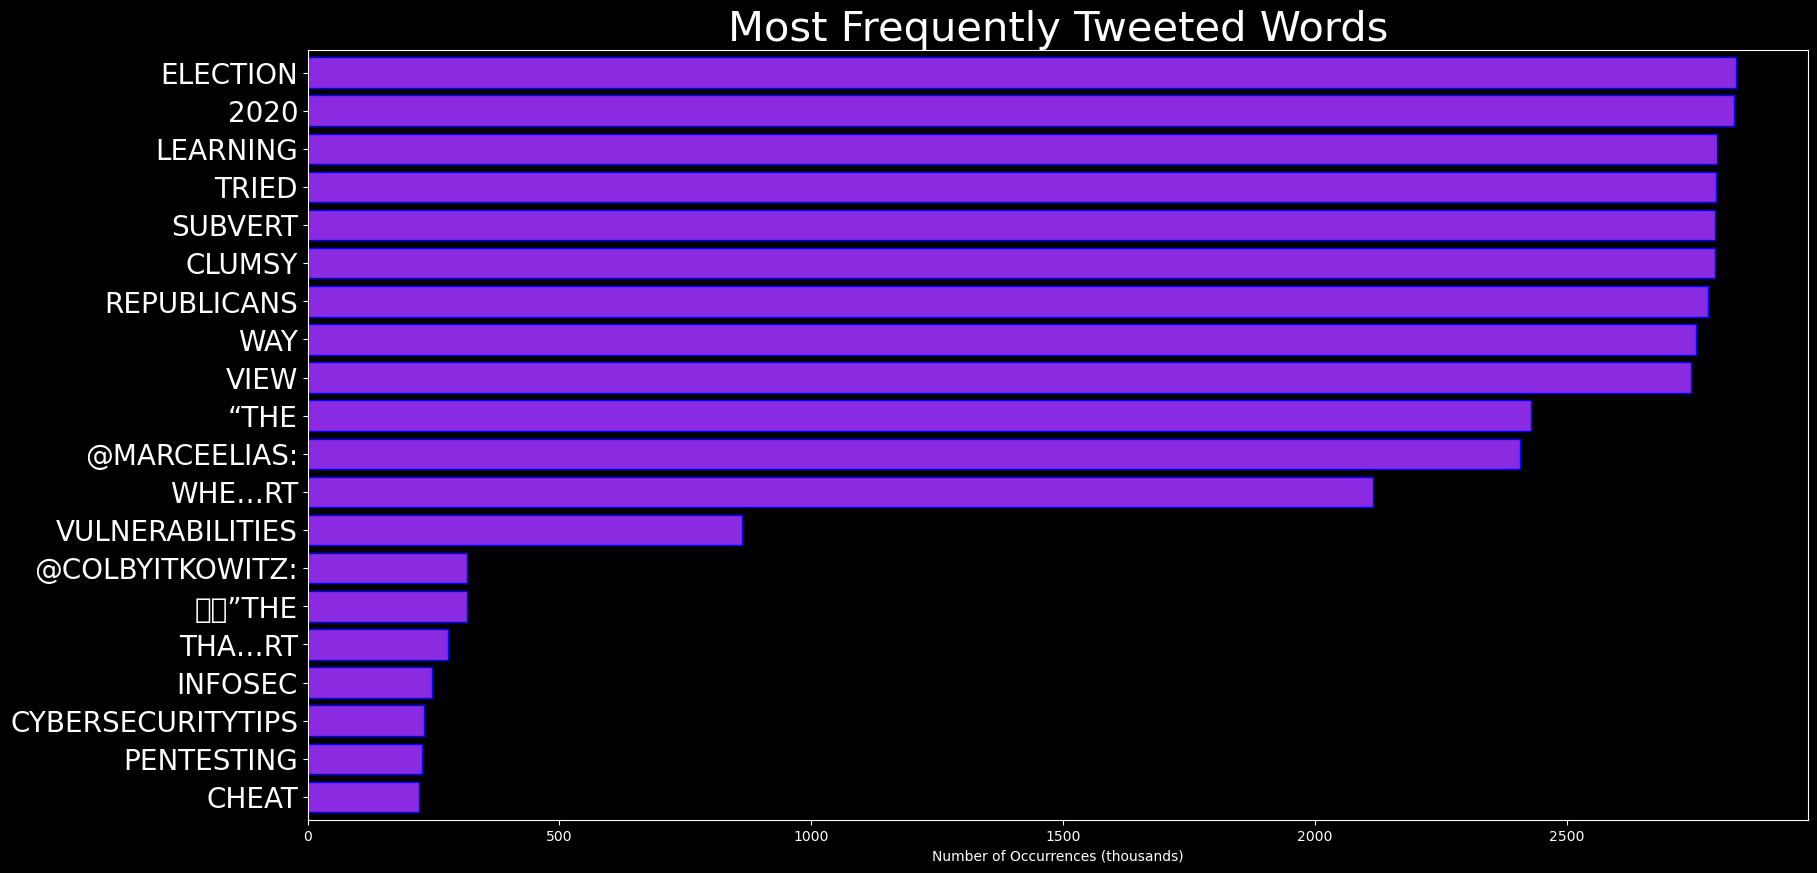 Most Frequently Tweeted Words
ELECTION
2020
LEARNING
TRIED
SUBVERT
CLUMSY
REPUBLICANS
WAY
VIEW
“THE
@MARCEELIAS:
WHE…RT
VULNERABILITIES
@COLBYITKOWITZ:
”THE
THA…RT
INFOSEC
CYBERSECURITYTIPS
PENTESTING
CHEAT
0 500 1000 1500 2000 2500
Number of Occurrences (thousands)